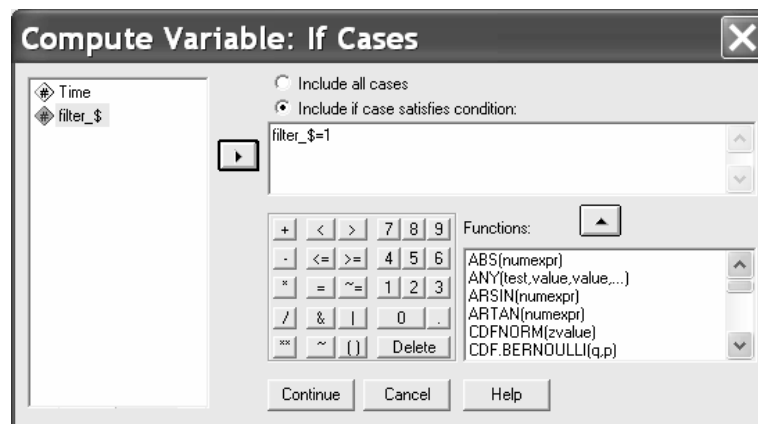 Compute Variable: If Cases
Time
filter_$
Include all cases
Include if case satisfies condition:
filter_$=1
+ < > 7 8 9
- <= >= 4 5 6
* = ~= 1 2 3
/ & | 0 .
** ~ () Delete
Functions:
ABS(numexpr)
ANY(test,value,value,...)
ARSIN(numexpr)
ARTAN(numexpr)
CDFNORM(zvalue)
CDF.BERNOULLI(q,p)
Continue Cancel Help